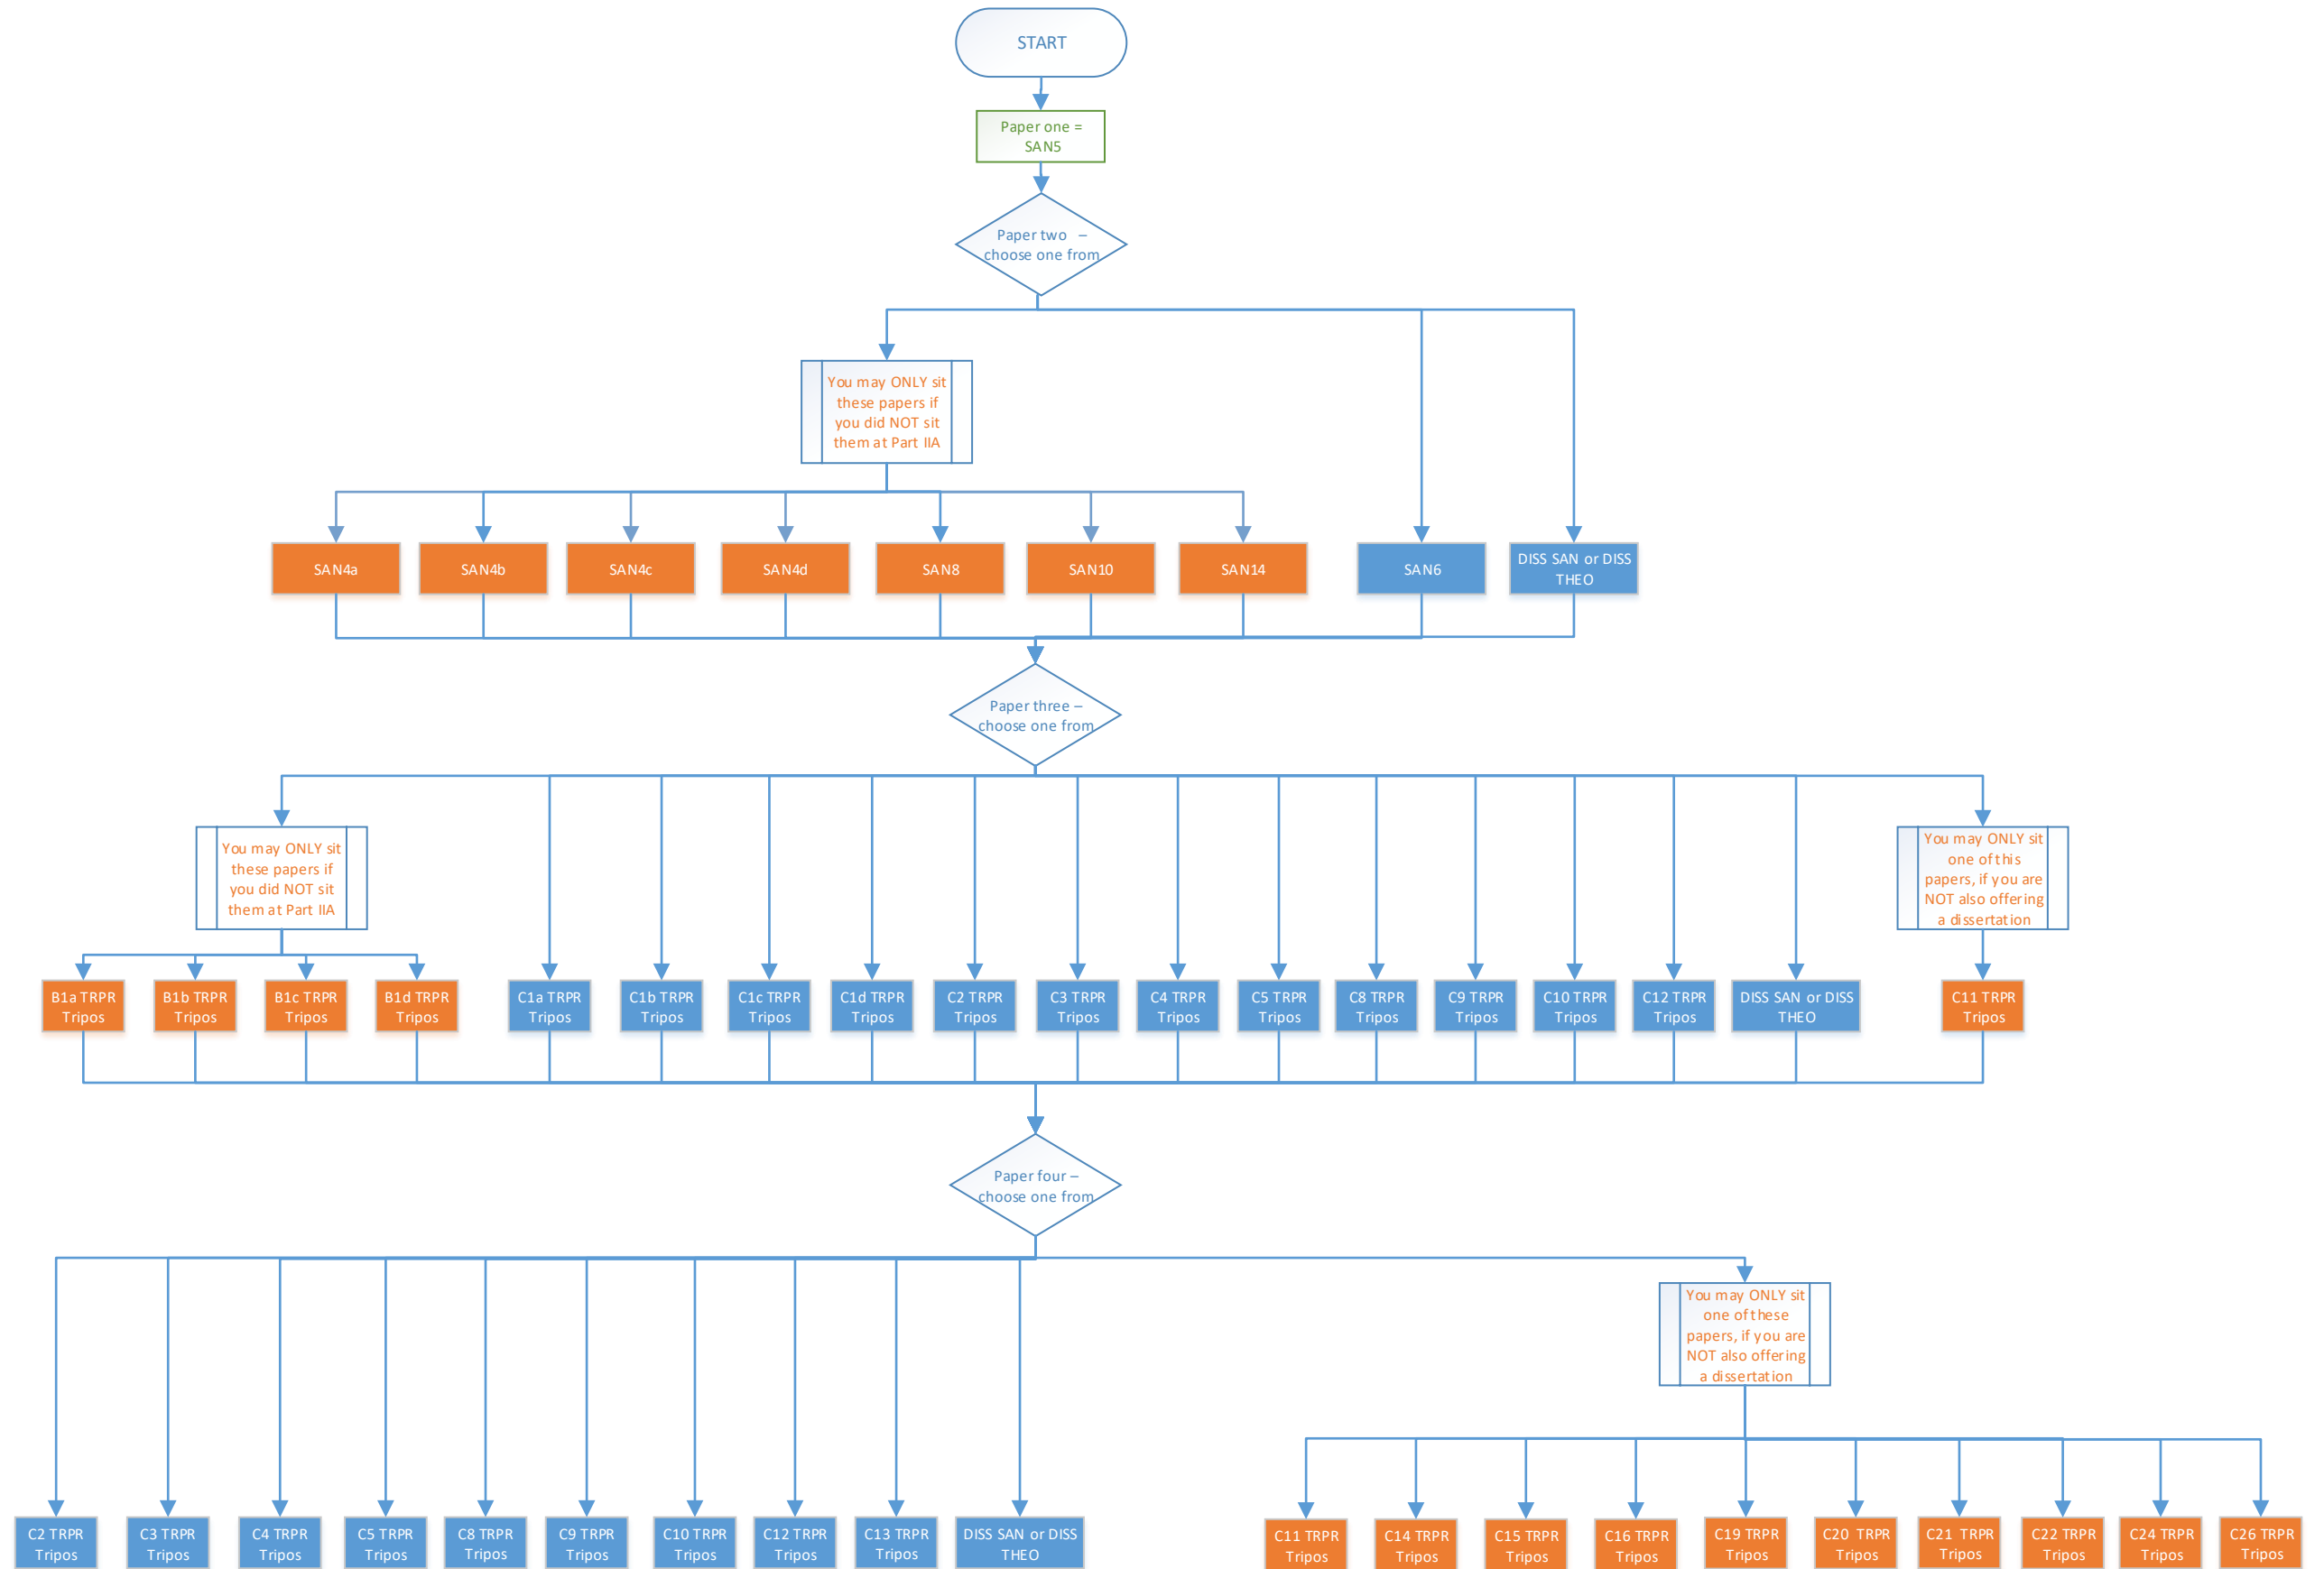 START
Paper one =
SAN5
Paper two –
choose one from
You may ONLY sit
these papers if
you did NOT sit
them at Part IIA
SAN4a
SAN4b
SAN4c
SAN4d
SAN8
SAN10
SAN14
SAN6
DISS SAN or DISS
THEO
Paper three –
choose one from
You may ONLY sit
these papers if
you did NOT sit
them at Part IIA
You may ONLY sit
one of this
papers, if you are
NOT also offering
a dissertation
B1a TRPR
Tripos
B1b TRPR
Tripos
B1c TRPR
Tripos
B1d TRPR
Tripos
C1a TRPR
Tripos
C1b TRPR
Tripos
C1c TRPR
Tripos
C1d TRPR
Tripos
C2 TRPR
Tripos
C3 TRPR
Tripos
C4 TRPR
Tripos
C5 TRPR
Tripos
C8 TRPR
Tripos
C9 TRPR
Tripos
C10 TRPR
Tripos
C12 TRPR
Tripos
DISS SAN or DISS
THEO
C11 TRPR
Tripos
Paper four –
choose one from
You may ONLY sit
one of these
papers, if you are
NOT also offering
a dissertation
C2 TRPR
Tripos
C3 TRPR
Tripos
C4 TRPR
Tripos
C5 TRPR
Tripos
C8 TRPR
Tripos
C9 TRPR
Tripos
C10 TRPR
Tripos
C12 TRPR
Tripos
C13 TRPR
Tripos
DISS SAN or DISS
THEO
C11 TRPR
Tripos
C14 TRPR
Tripos
C15 TRPR
Tripos
C16 TRPR
Tripos
C19 TRPR
Tripos
C20 TRPR
Tripos
C21 TRPR
Tripos
C22 TRPR
Tripos
C24 TRPR
Tripos
C26 TRPR
Tripos